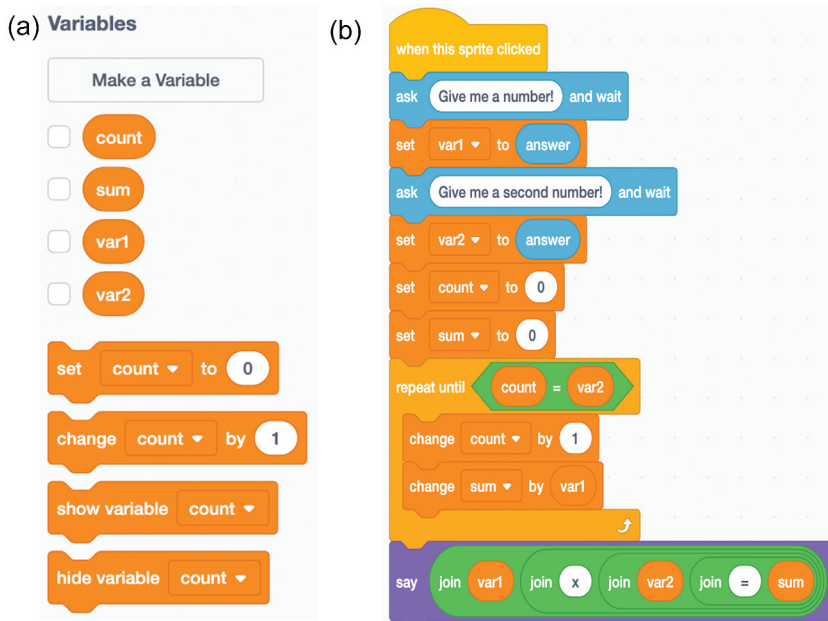 (a) Variables
Make a Variable
count
sum
var1
var2
set count to 0
change count by 1
show variable count
hide variable count
(b)
when this sprite clicked
ask Give me a number! and wait
set var1 to answer
ask Give me a second number! and wait
set var2 to answer
set count to 0
set sum to 0
repeat until count = var2
change count by 1
change sum by var1
say join var1 join x join var2 join = sum